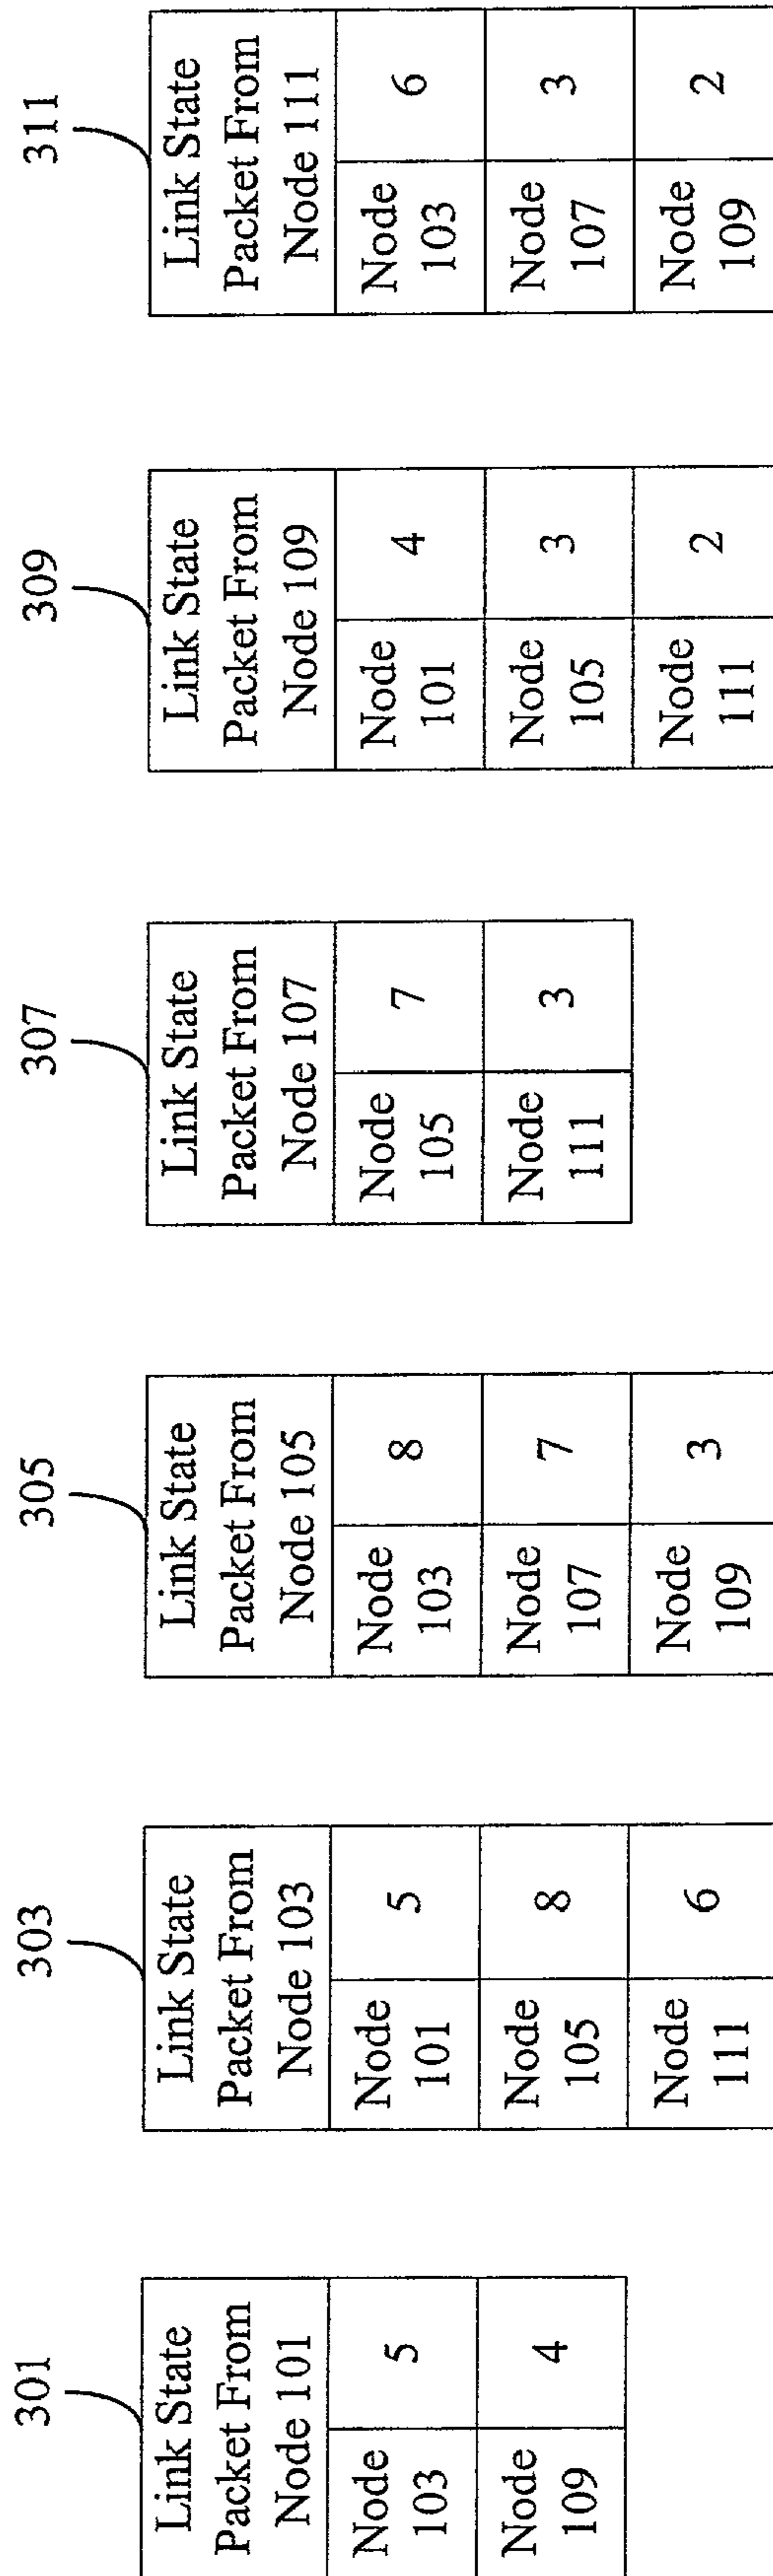 301
Link State
Packet From
Node 101
Node
103
5
Node
109
4
303
Link State
Packet From
Node 103
Node
101
5
Node
105
8
Node
111
6
305
Link State
Packet From
Node 105
Node
103
8
Node
107
7
Node
109
3
307
Link State
Packet From
Node 107
Node
105
7
Node
111
3
309
Link State
Packet From
Node 109
Node
101
4
Node
105
3
Node
111
2
311
Link State
Packet From
Node 111
Node
103
6
Node
107
3
Node
109
2